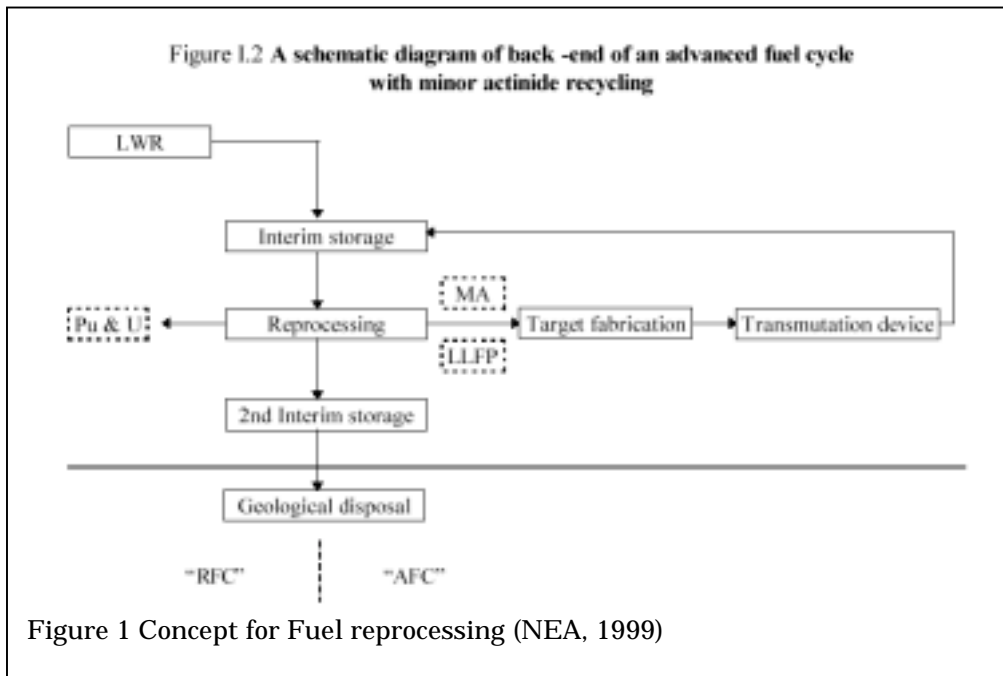 Figure I.2 A schematic diagram of back -end of an advanced fuel cycle
with minor actinide recycling
LWR
Interim storage
MA
Pu & U
Reprocessing
Target fabrication
Transmutation device
LLFP
2nd Interim storage
Geological disposal
"RFC"
"AFC"
Figure 1 Concept for Fuel reprocessing (NEA, 1999)